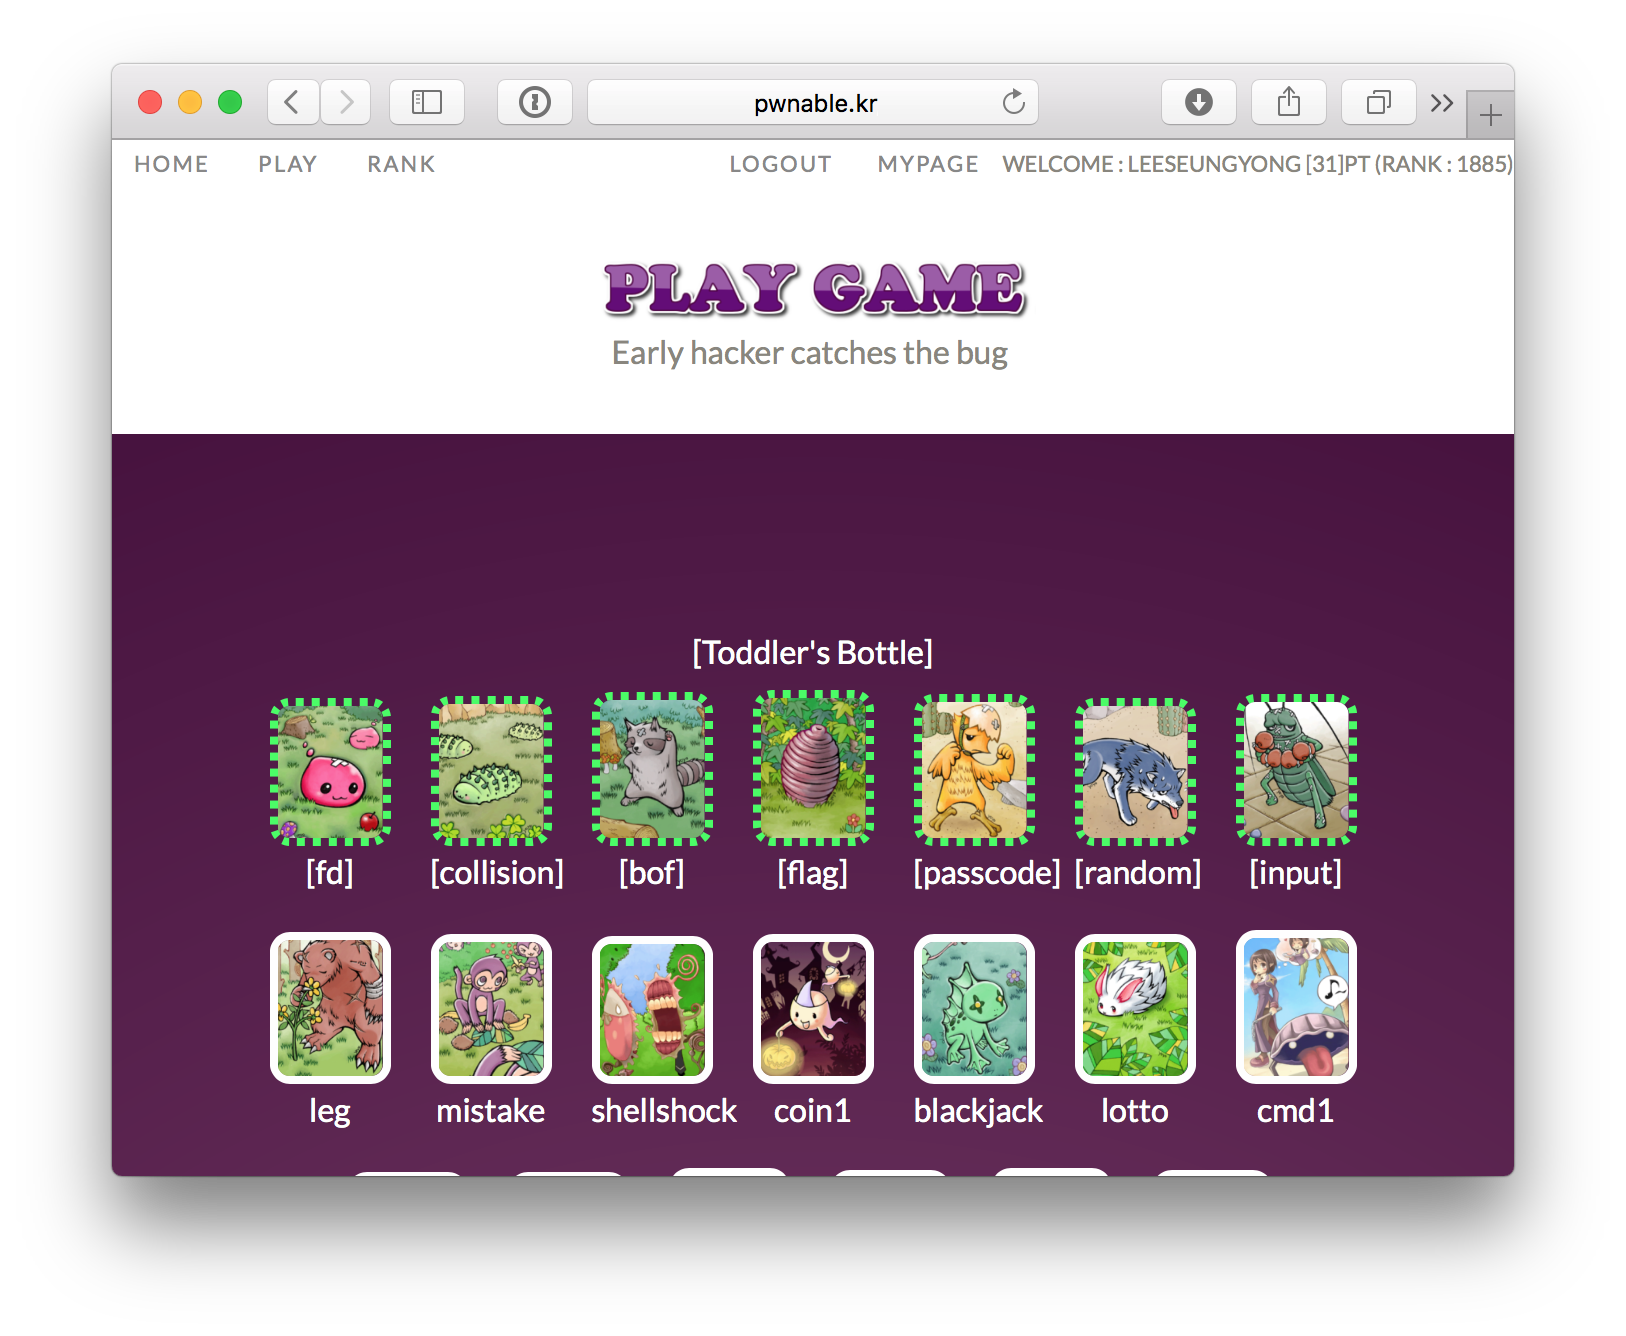 pwnable.kr
HOME PLAY RANK LOGOUT MYPAGE WELCOME : LEESEUNGYONG [31]PT (RANK : 1885)
PLAY GAME
Early hacker catches the bug
[Toddler's Bottle]
[fd] [collision] [bof] [flag] [passcode] [random] [input]
leg mistake shellshock coin1 blackjack lotto cmd1